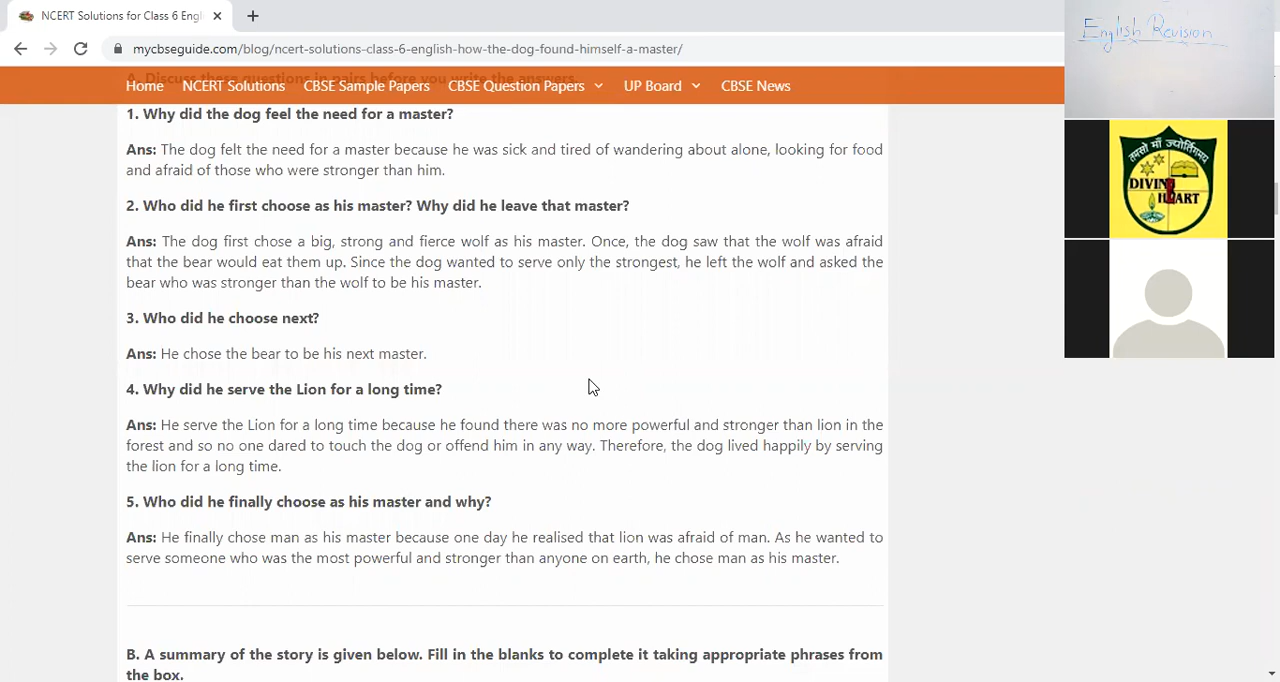 NCERT Solutions for Class 6 Engl
mycbseguide.com/blog/ncert-solutions-class-6-english-how-the-dog-found-himself-a-master/
English Revision
A. Discuss these questions in pairs before you write the answers.
Home NCERT Solutions CBSE Sample Papers CBSE Question Papers UP Board CBSE News
1. Why did the dog feel the need for a master?
Ans: The dog felt the need for a master because he was sick and tired of wandering about alone, looking for food
and afraid of those who were stronger than him.
2. Who did he first choose as his master? Why did he leave that master?
Ans: The dog first chose a big, strong and fierce wolf as his master. Once, the dog saw that the wolf was afraid
that the bear would eat them up. Since the dog wanted to serve only the strongest, he left the wolf and asked the
bear who was stronger than the wolf to be his master.
3. Who did he choose next?
Ans: He chose the bear to be his next master.
4. Why did he serve the Lion for a long time?
Ans: He serve the Lion for a long time because he found there was no more powerful and stronger than lion in the
forest and so no one dared to touch the dog or offend him in any way. Therefore, the dog lived happily by serving
the lion for a long time.
5. Who did he finally choose as his master and why?
Ans: He finally chose man as his master because one day he realised that lion was afraid of man. As he wanted to
serve someone who was the most powerful and stronger than anyone on earth, he chose man as his master.
B. A summary of the story is given below. Fill in the blanks to complete it taking appropriate phrases from
the box.
तमसो माँ ज्योर्तिगमय
DIVINE
HEART